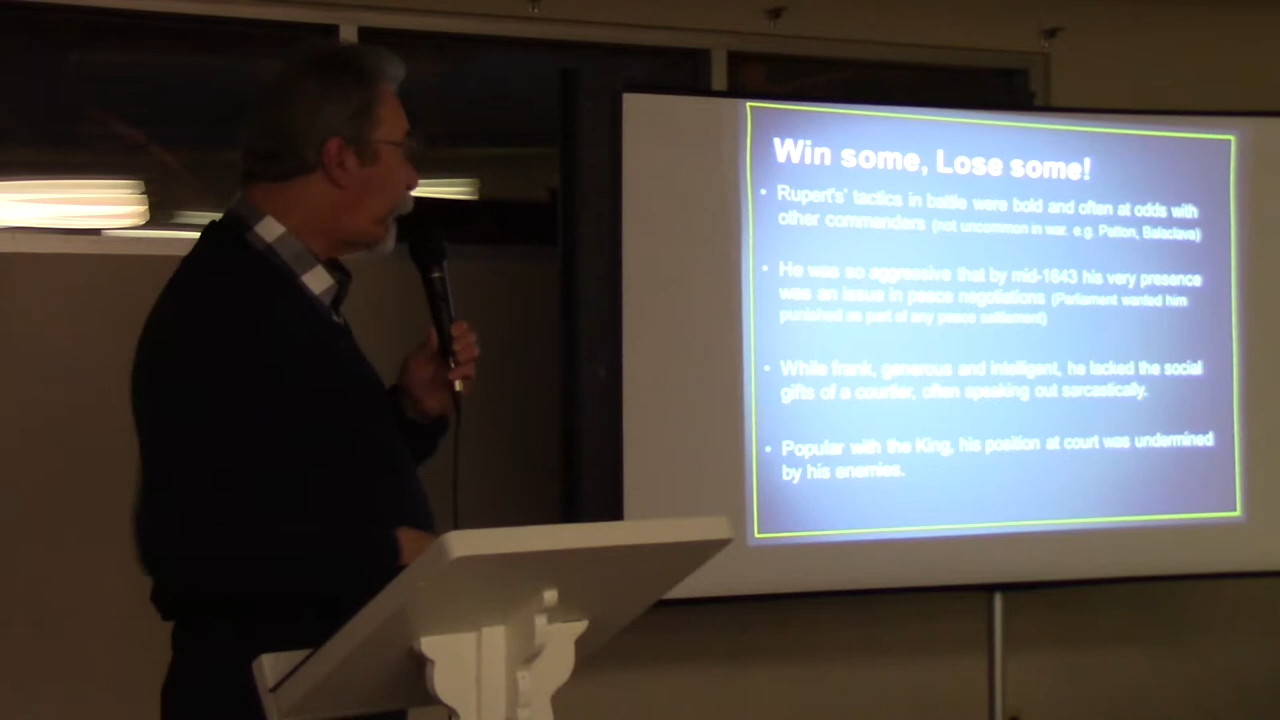 Win some, Lose some!
• Rupert's' tactics in battle were bold and often at odds with
other commanders (not uncommon in war. e.g. Patton, Balaclava)
• He was so aggressive that by mid-1643 his very presence
was an issue in peace negotiations (Parliament wanted him
punished as part of any peace settlement)
• While frank, generous and intelligent, he lacked the social
gifts of a courtier, often speaking out sarcastically.
• Popular with the King, his position at court was undermined
by his enemies.